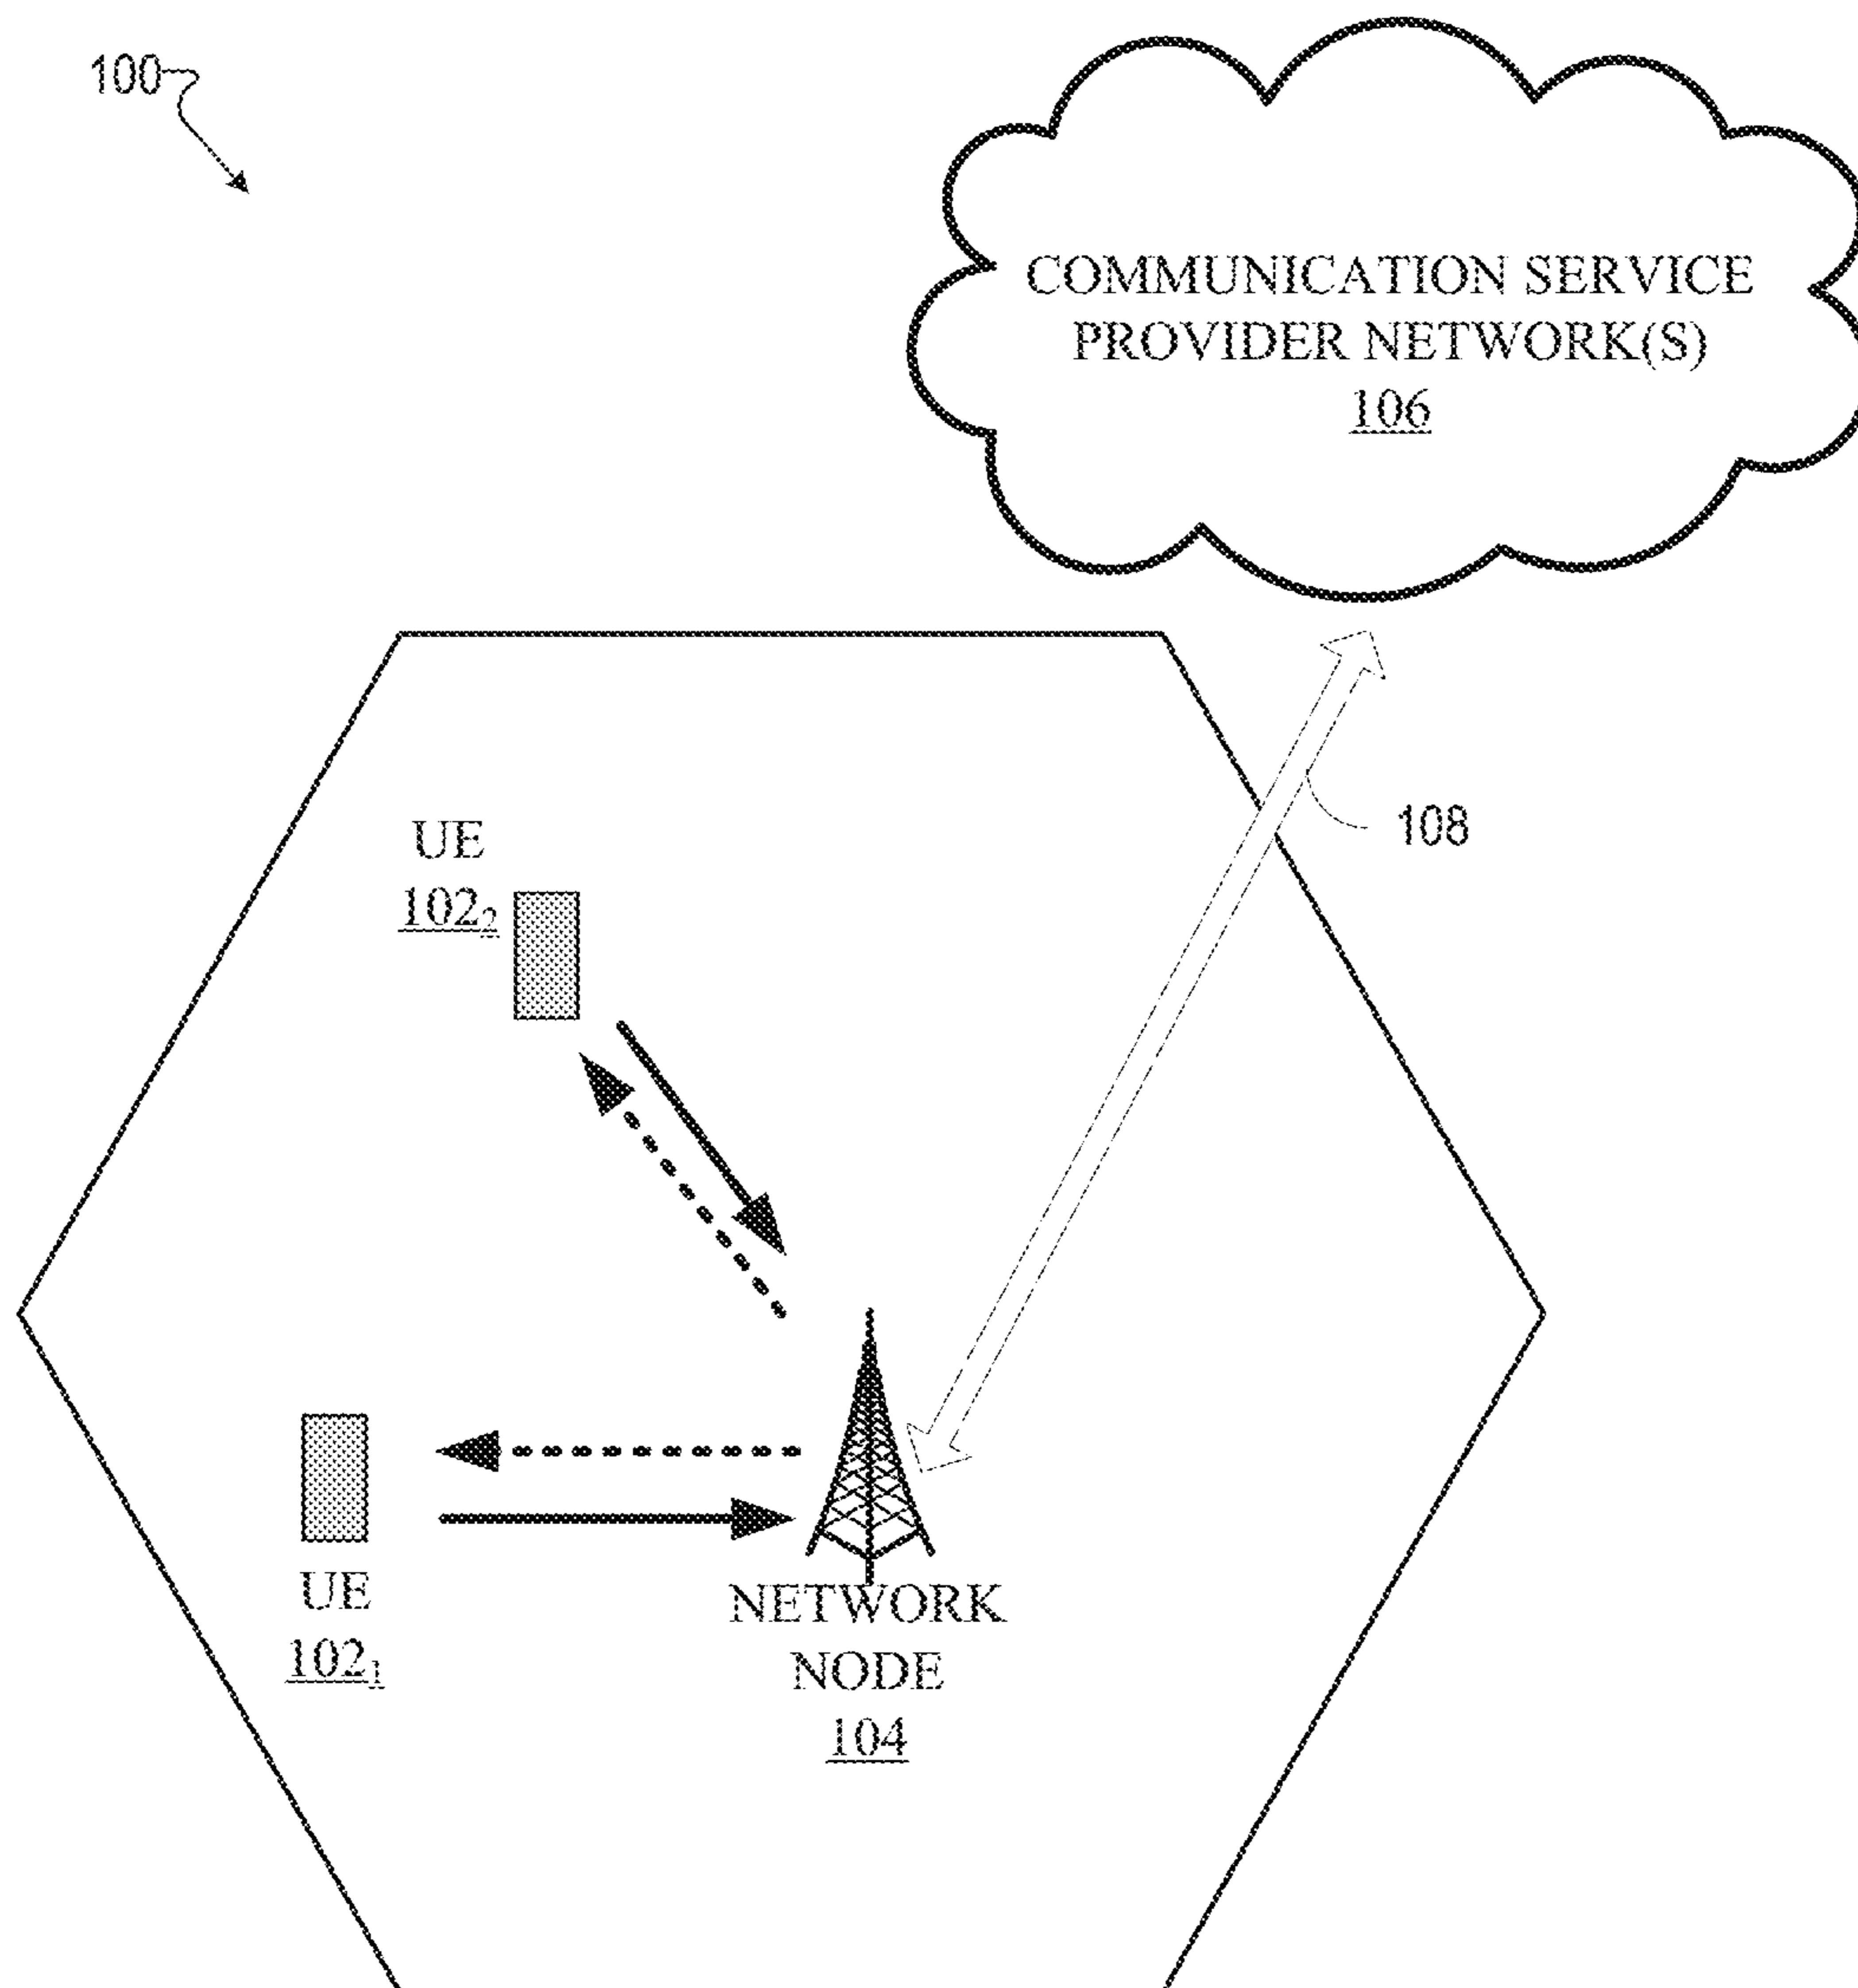 100
COMMUNICATION SERVICE
PROVIDER NETWORK(S)
106
108
UE
102₂
UE
102₁
NETWORK
NODE
104